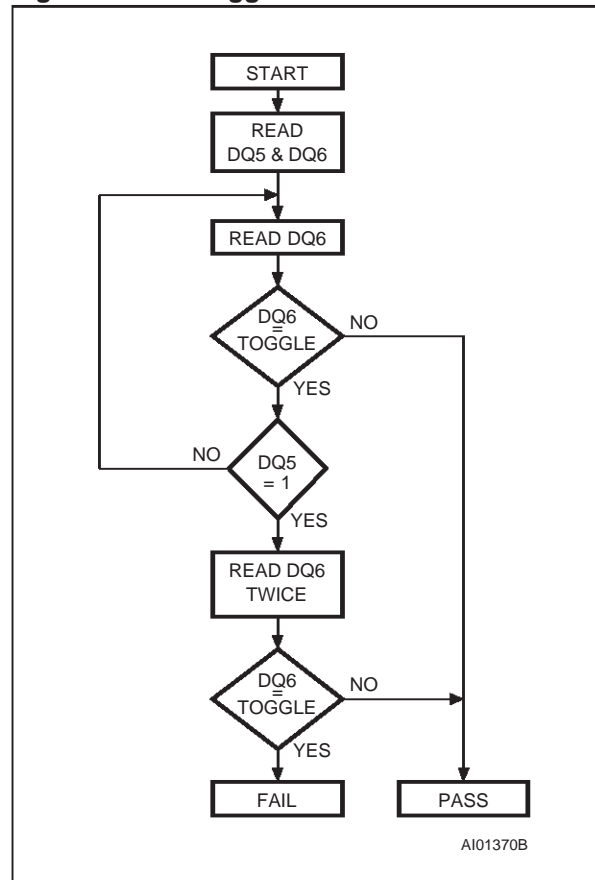 START
READ
DQ5 & DQ6
READ DQ6
DQ6
=
TOGGLE
NO
YES
NO
DQ5
= 1
YES
READ DQ6
TWICE
DQ6
=
TOGGLE
NO
YES
FAIL
PASS
AI01370B